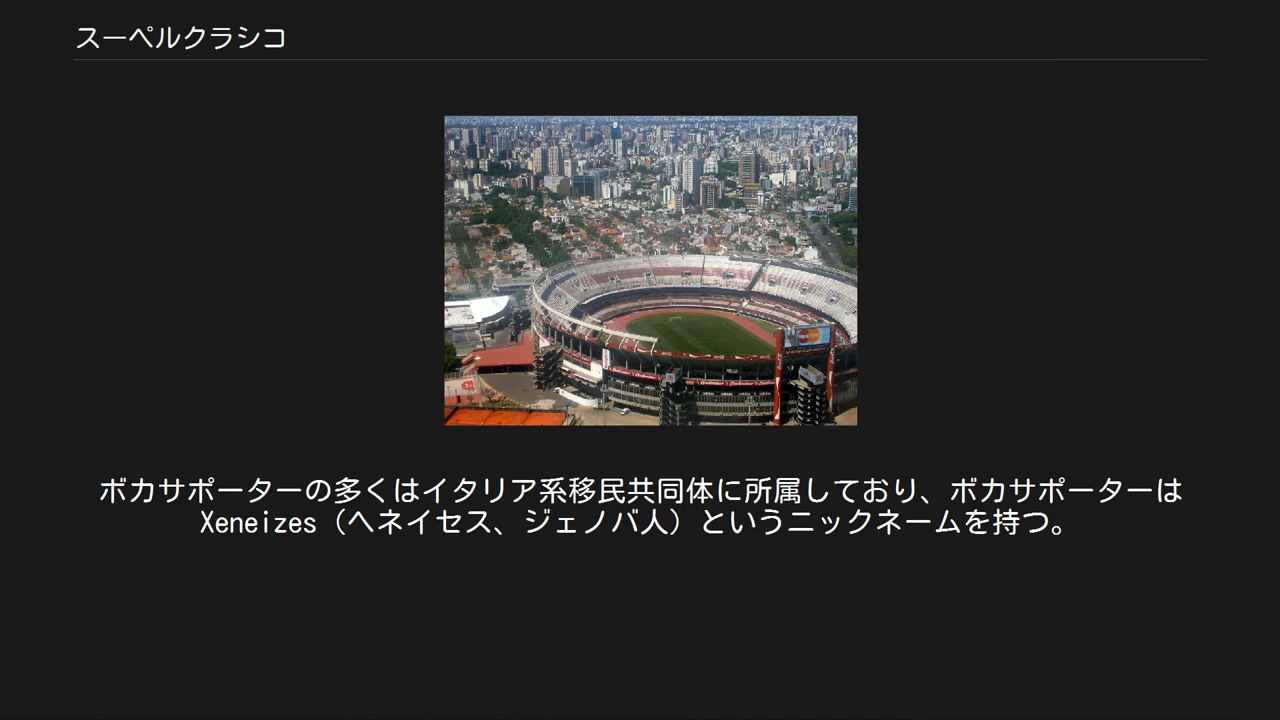 スーペルクラシコ
ボカサポーターの多くはイタリア系移民共同体に所属しており、ボカサポーターは
Xeneizes（ヘネイセス、ジェノバ人）というニックネームを持つ。